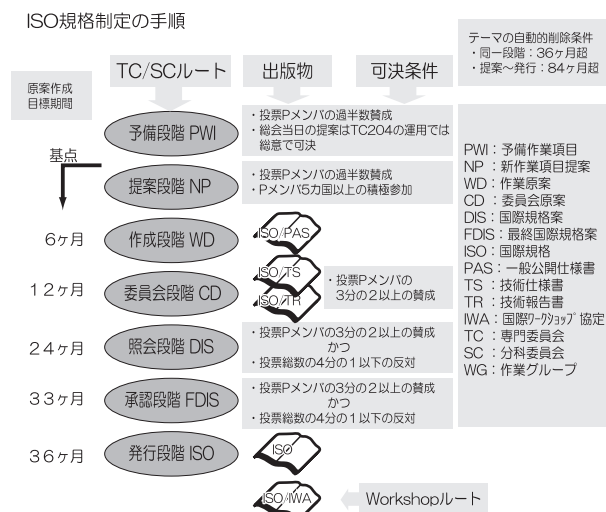 ISO規格制定の手順
テーマの自動的削除条件
・同一段階：36ヶ月超
・提案～発行：84ヶ月超
原案作成
目標期間
TC/SCルート
出版物
可決条件
予備段階 PWI
・投票Pメンバの過半数賛成
・総会当日の提案はTC204の運用では
総意で可決
基点
提案段階 NP
・投票Pメンバの過半数賛成
・Pメンバ5カ国以上の積極参加
6ヶ月
作成段階 WD
ISO/PAS
12ヶ月
委員会段階 CD
ISO/TS
ISO/TR
・投票Pメンバの
3分の2以上の賛成
24ヶ月
照会段階 DIS
・投票Pメンバの3分の2以上の賛成
かつ
・投票総数の4分の1以下の反対
33ヶ月
承認段階 FDIS
・投票Pメンバの3分の2以上の賛成
かつ
・投票総数の4分の1以下の反対
36ヶ月
発行段階 ISO
ISO
ISO/IWA
Workshopルート
PWI：予備作業項目
NP ：新作業項目提案
WD：作業原案
CD ：委員会原案
DIS：国際規格案
FDIS：最終国際規格案
ISO：国際規格
PAS：一般公開仕様書
TS ：技術仕様書
TR ：技術報告書
IWA：国際ﾜｰｸｼｮｯﾌﾟ協定
TC ：専門委員会
SC ：分科委員会
WG：作業グループ